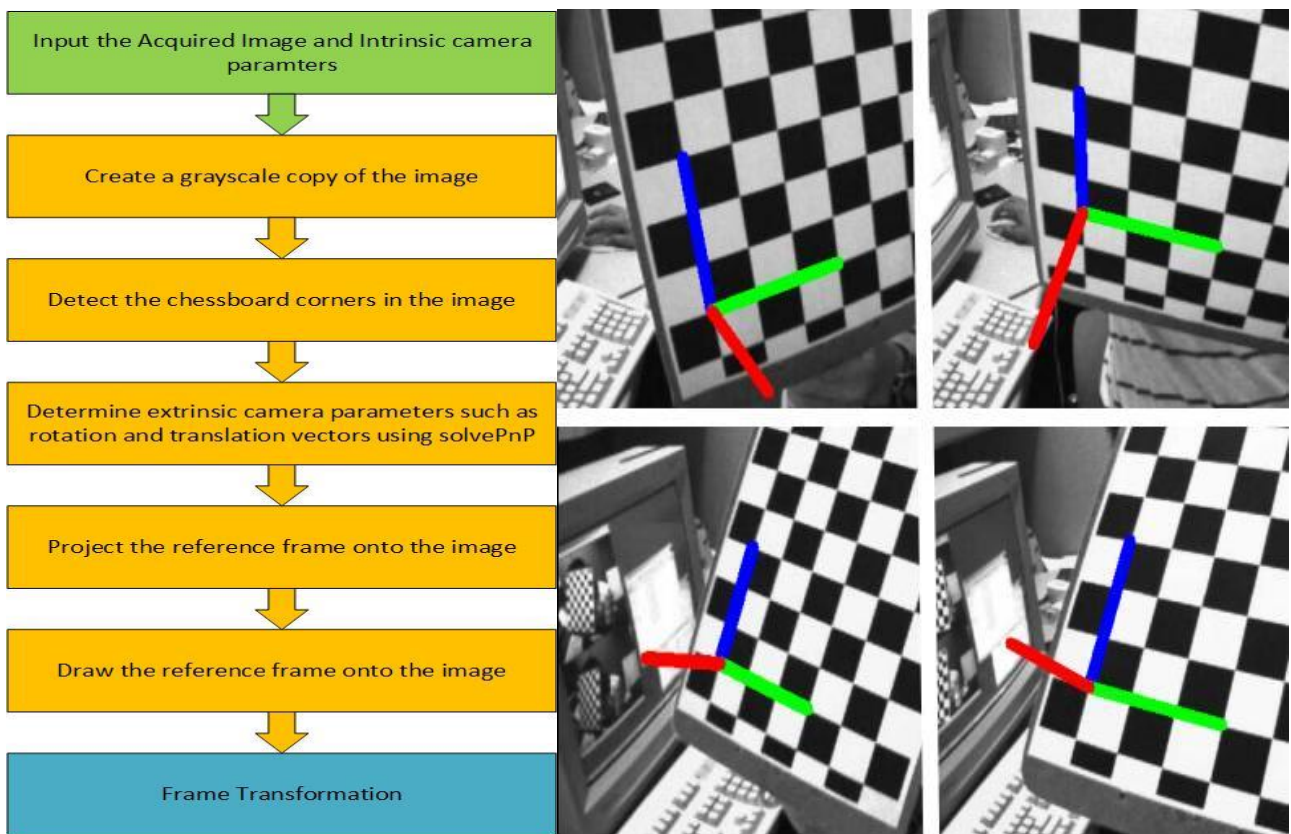 Input the Acquired Image and Intrinsic camera
paramters
Create a grayscale copy of the image
Detect the chessboard corners in the image
Determine extrinsic camera parameters such as
rotation and translation vectors using solvePnP
Project the reference frame onto the image
Draw the reference frame onto the image
Frame Transformation